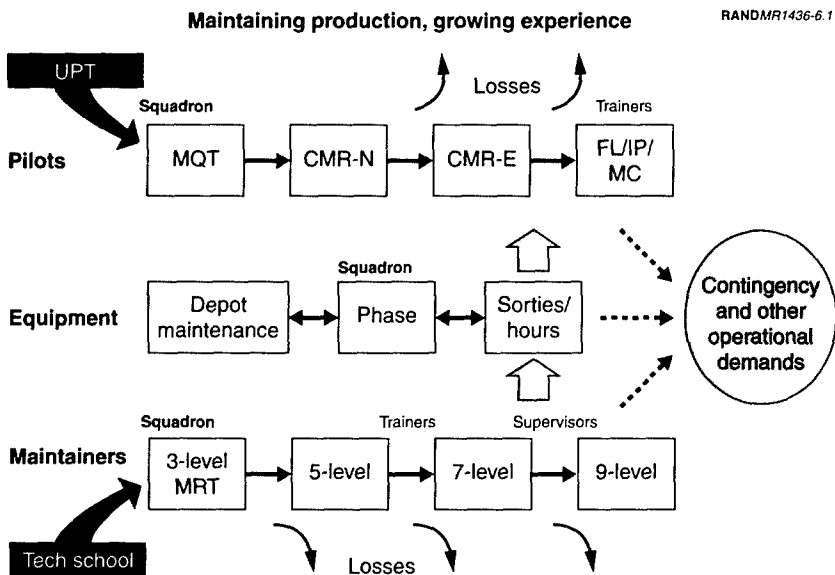 Maintaining production, growing experience
RANDMR1436-6.1
UPT
Losses
Squadron
Trainers
Pilots
MQT
CMR-N
CMR-E
FL/IP/
MC
Squadron
Equipment
Depot
maintenance
Phase
Sorties/
hours
Contingency
and other
operational
demands
Squadron
Trainers
Supervisors
Maintainers
3-level
MRT
5-level
7-level
9-level
Tech school
Losses